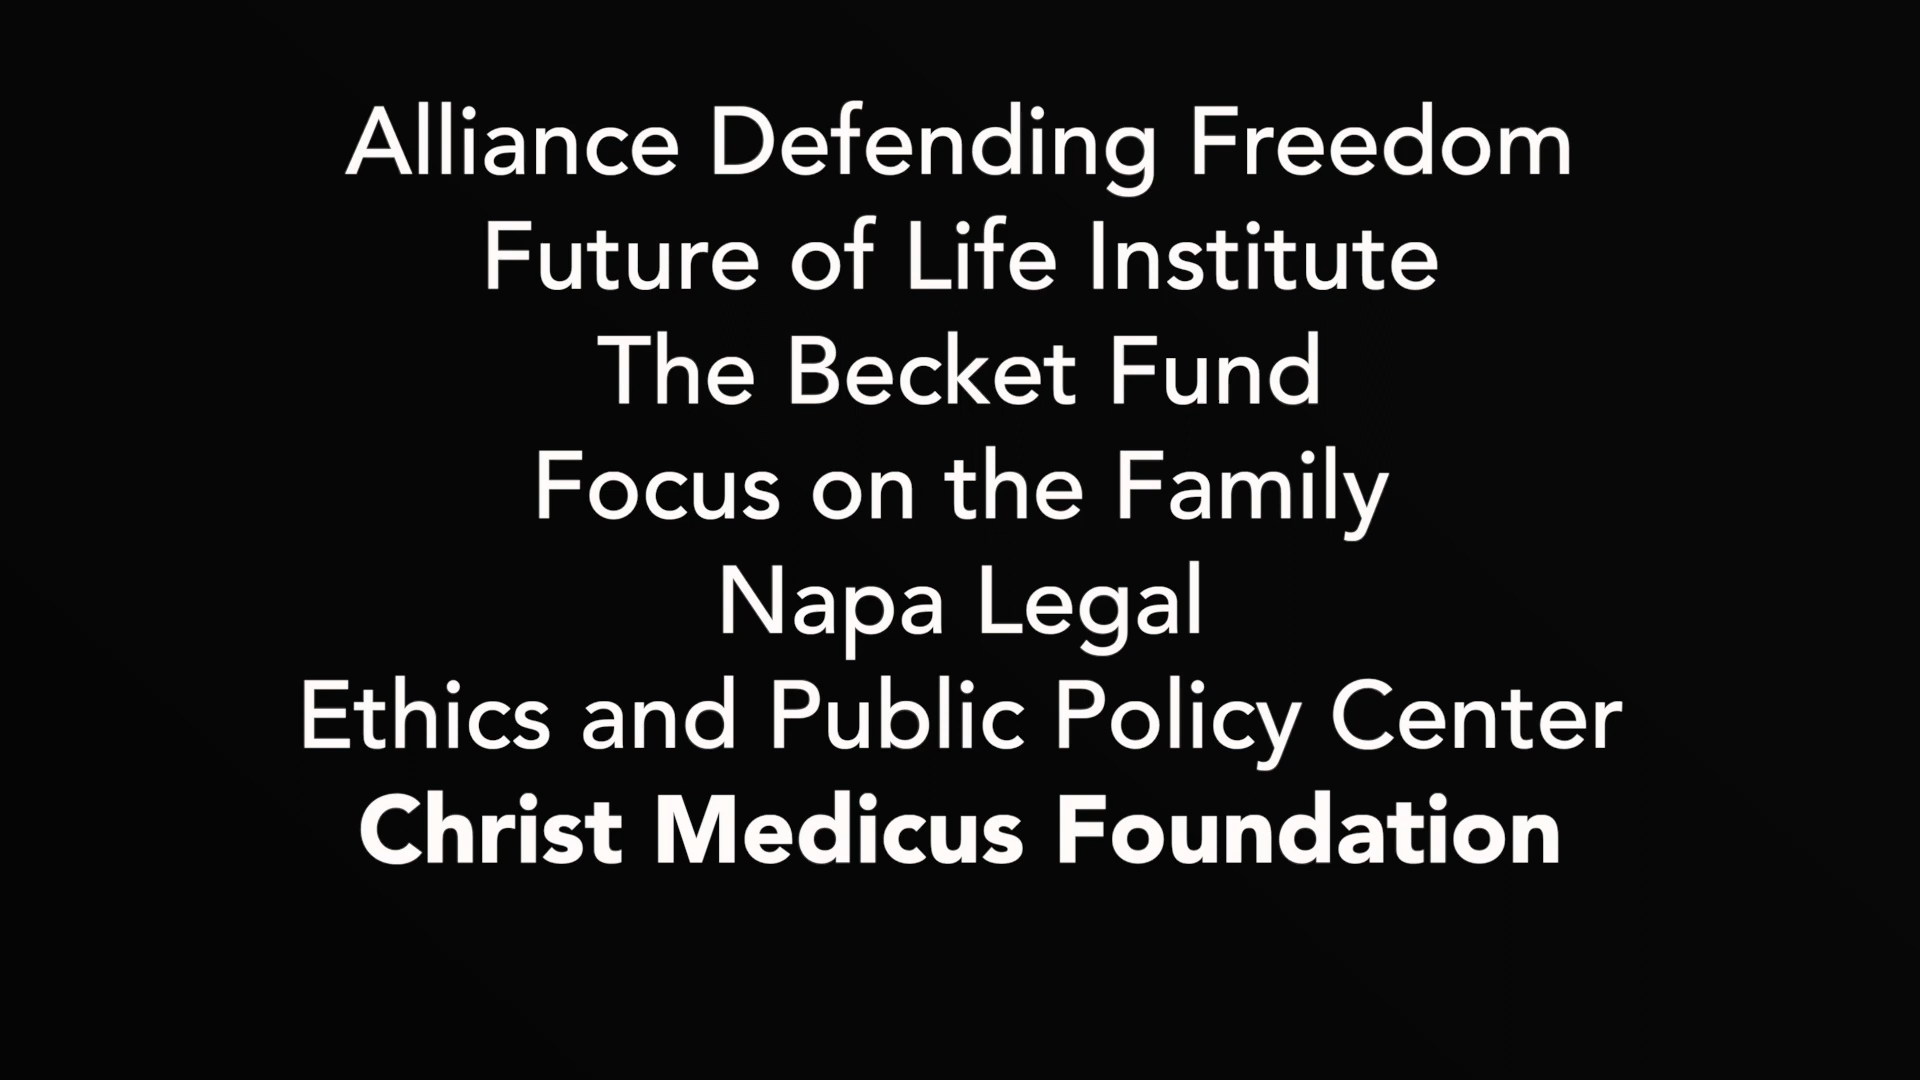 Alliance Defending Freedom
Future of Life Institute
The Becket Fund
Focus on the Family
Napa Legal
Ethics and Public Policy Center
Christ Medicus Foundation